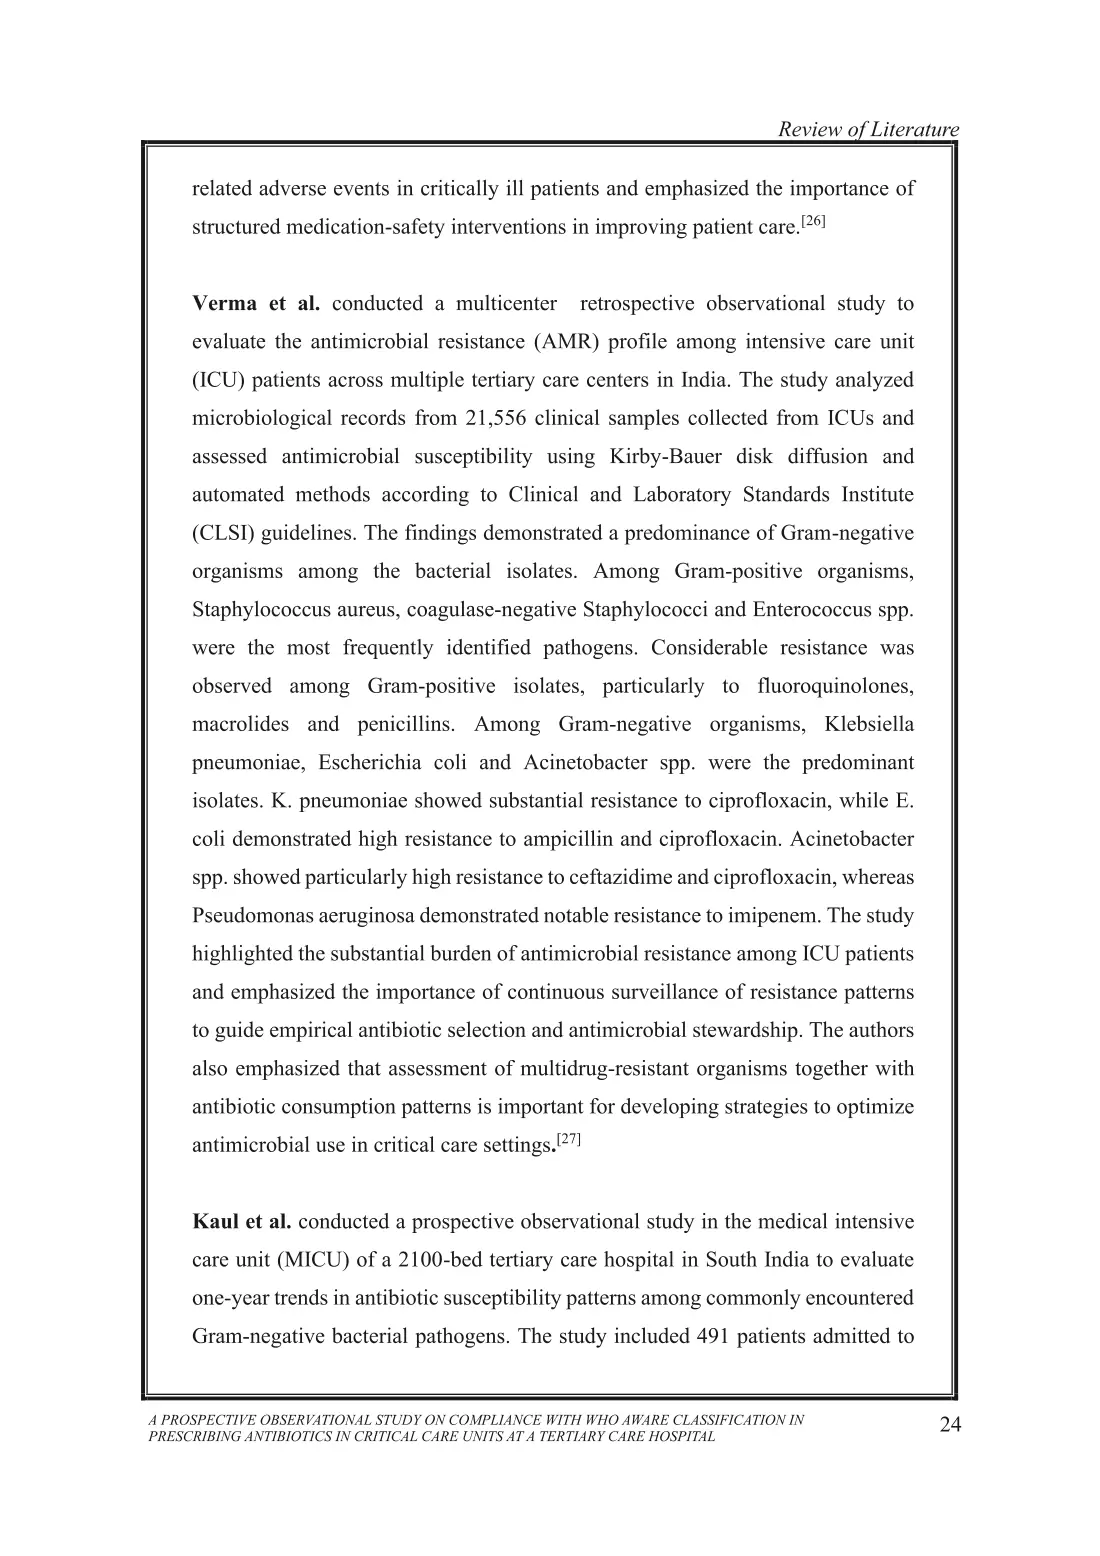 Review of Literature
related adverse events in critically ill patients and emphasized the importance of
structured medication-safety interventions in improving patient care.[26]
Verma et al. conducted a multicenter retrospective observational study to
evaluate the antimicrobial resistance (AMR) profile among intensive care unit
(ICU) patients across multiple tertiary care centers in India. The study analyzed
microbiological records from 21,556 clinical samples collected from ICUs and
assessed antimicrobial susceptibility using Kirby-Bauer disk diffusion and
automated methods according to Clinical and Laboratory Standards Institute
(CLSI) guidelines. The findings demonstrated a predominance of Gram-negative
organisms among the bacterial isolates. Among Gram-positive organisms,
Staphylococcus aureus, coagulase-negative Staphylococci and Enterococcus spp.
were the most frequently identified pathogens. Considerable resistance was
observed among Gram-positive isolates, particularly to fluoroquinolones,
macrolides and penicillins. Among Gram-negative organisms, Klebsiella
pneumoniae, Escherichia coli and Acinetobacter spp. were the predominant
isolates. K. pneumoniae showed substantial resistance to ciprofloxacin, while E.
coli demonstrated high resistance to ampicillin and ciprofloxacin. Acinetobacter
spp. showed particularly high resistance to ceftazidime and ciprofloxacin, whereas
Pseudomonas aeruginosa demonstrated notable resistance to imipenem. The study
highlighted the substantial burden of antimicrobial resistance among ICU patients
and emphasized the importance of continuous surveillance of resistance patterns
to guide empirical antibiotic selection and antimicrobial stewardship. The authors
also emphasized that assessment of multidrug-resistant organisms together with
antibiotic consumption patterns is important for developing strategies to optimize
antimicrobial use in critical care settings.[27]
Kaul et al. conducted a prospective observational study in the medical intensive
care unit (MICU) of a 2100-bed tertiary care hospital in South India to evaluate
one-year trends in antibiotic susceptibility patterns among commonly encountered
Gram-negative bacterial pathogens. The study included 491 patients admitted to
A PROSPECTIVE OBSERVATIONAL STUDY ON COMPLIANCE WITH WHO AWARE CLASSIFICATION IN
PRESCRIBING ANTIBIOTICS IN CRITICAL CARE UNITS AT A TERTIARY CARE HOSPITAL
24